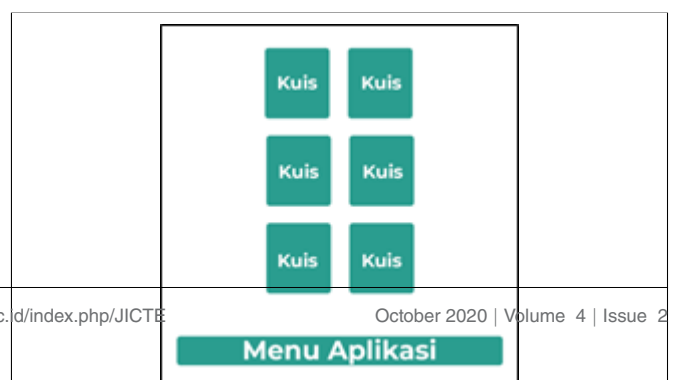 Kuis Kuis
Kuis Kuis
Kuis Kuis
c.id/index.php/JICTE October 2020 | Volume 4 | Issue 2
Menu Aplikasi